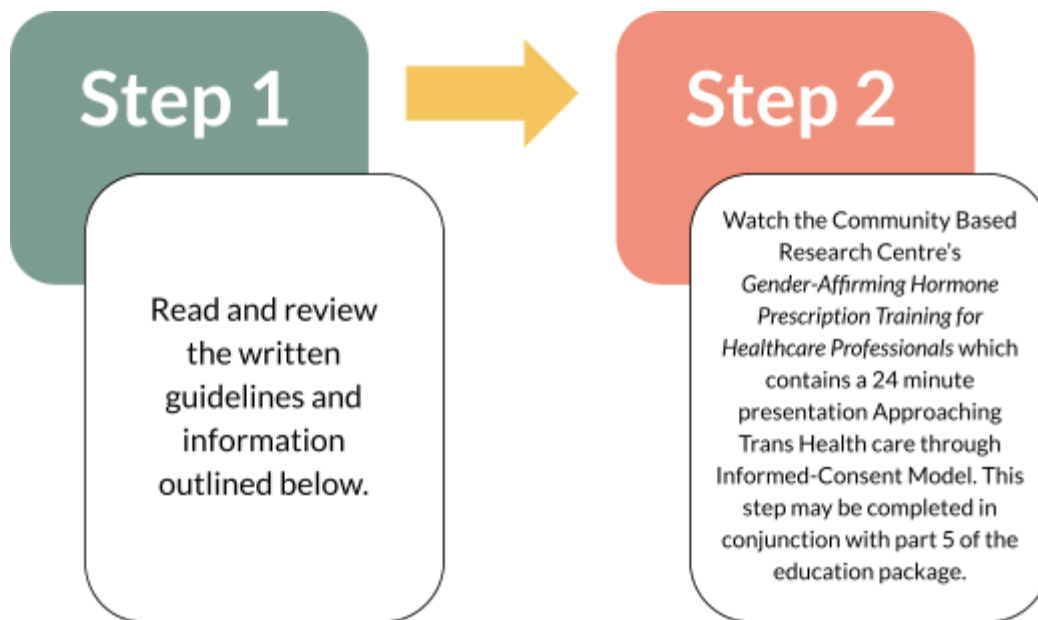 Step 1
Read and review
the written
guidelines and
information
outlined below.
Step 2
Watch the Community Based
Research Centre's
Gender-Affirming Hormone
Prescription Training for
Healthcare Professionals which
contains a 24 minute
presentation Approaching
Trans Health care through
Informed-Consent Model. This
step may be completed in
conjunction with part 5 of the
education package.